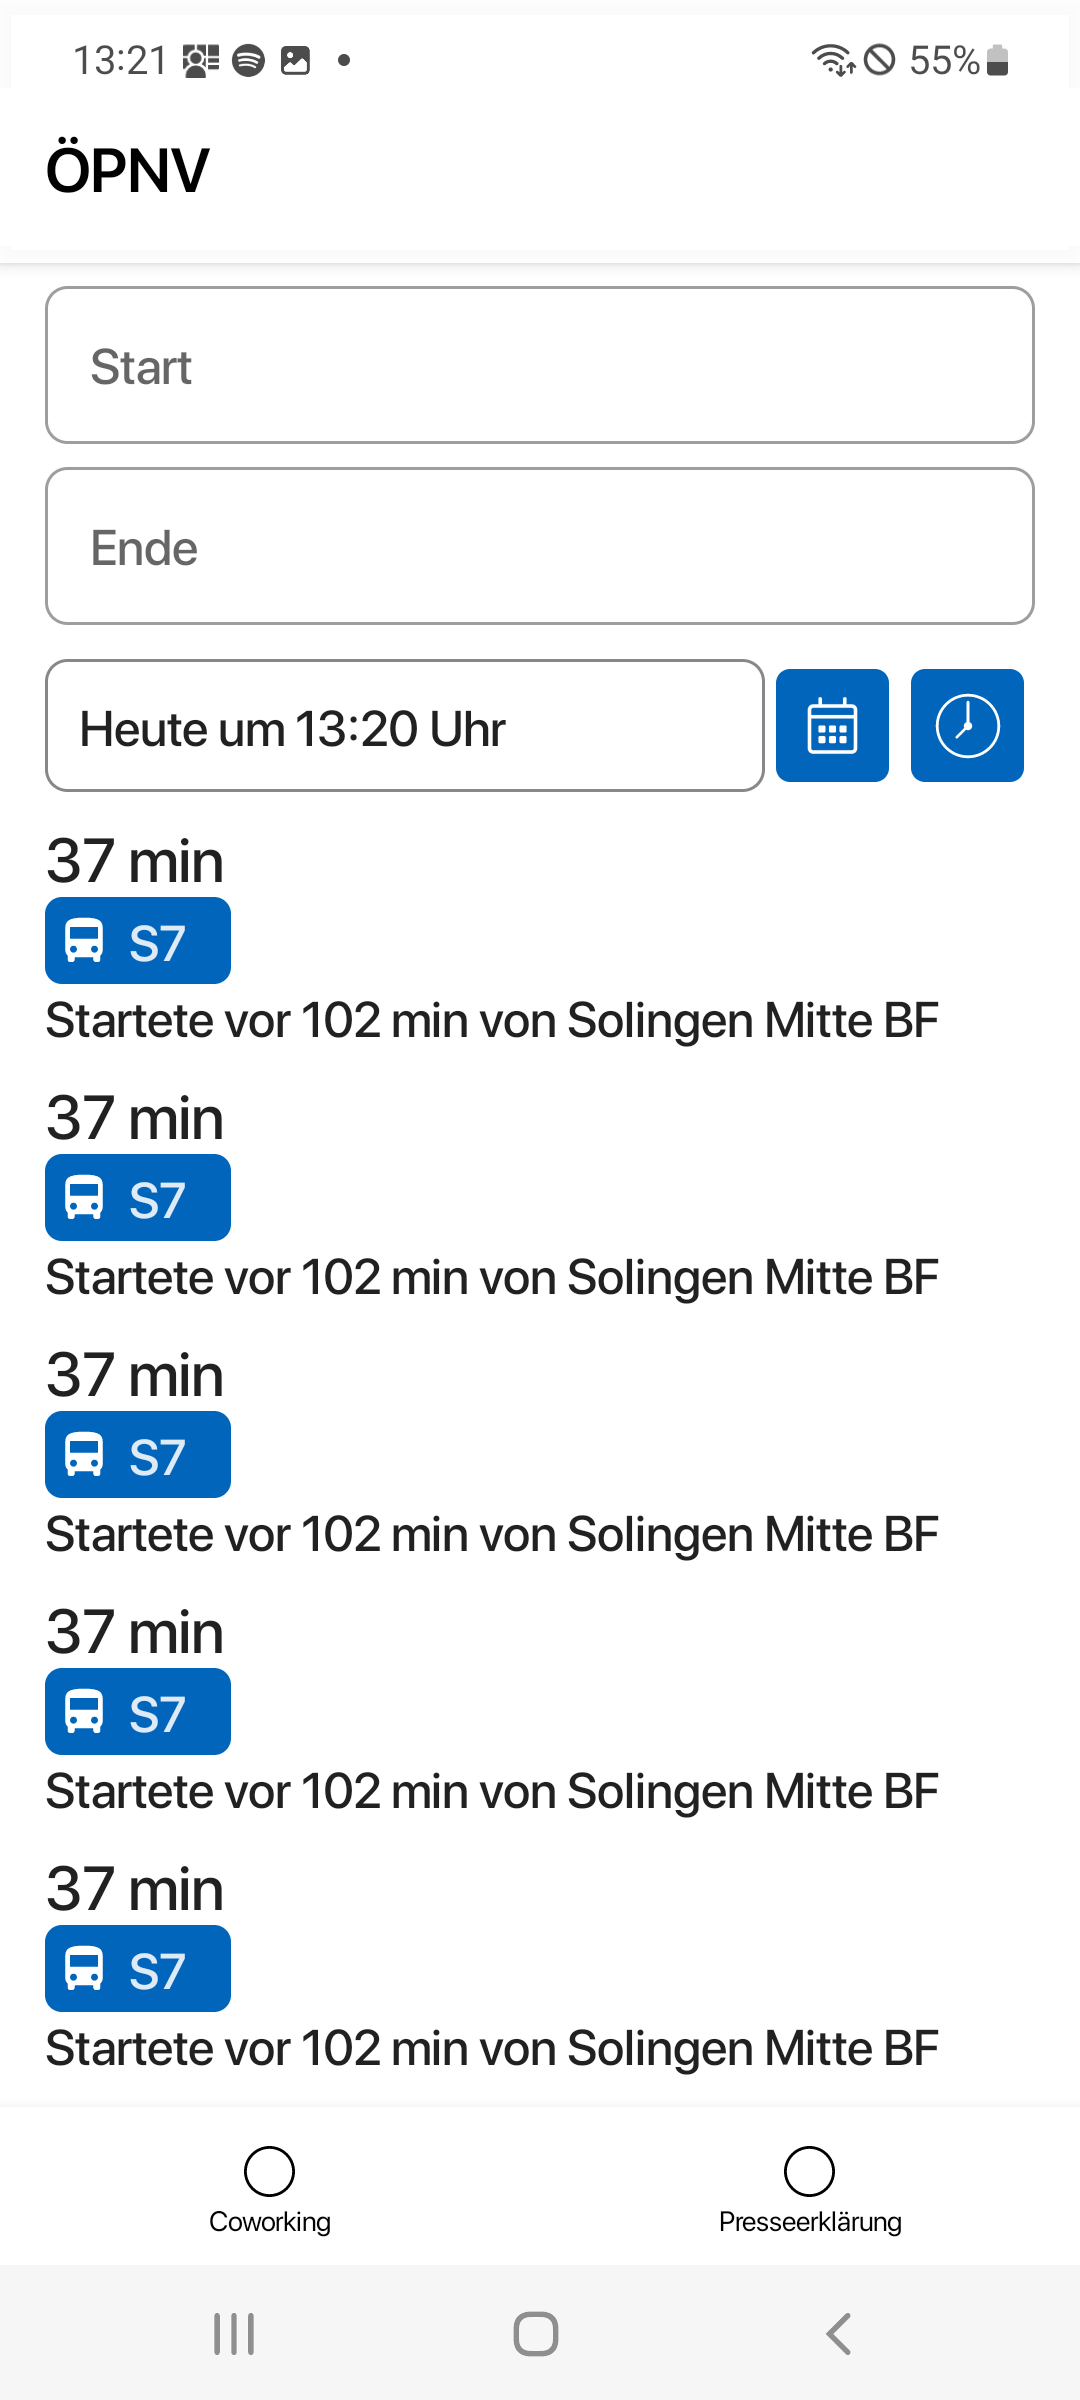 13:21
55%
ÖPNV
Start
Ende
Heute um 13:20 Uhr
37 min
S7
Startete vor 102 min von Solingen Mitte BF
37 min
S7
Startete vor 102 min von Solingen Mitte BF
37 min
S7
Startete vor 102 min von Solingen Mitte BF
37 min
S7
Startete vor 102 min von Solingen Mitte BF
37 min
S7
Startete vor 102 min von Solingen Mitte BF
Coworking
Presseerklärung